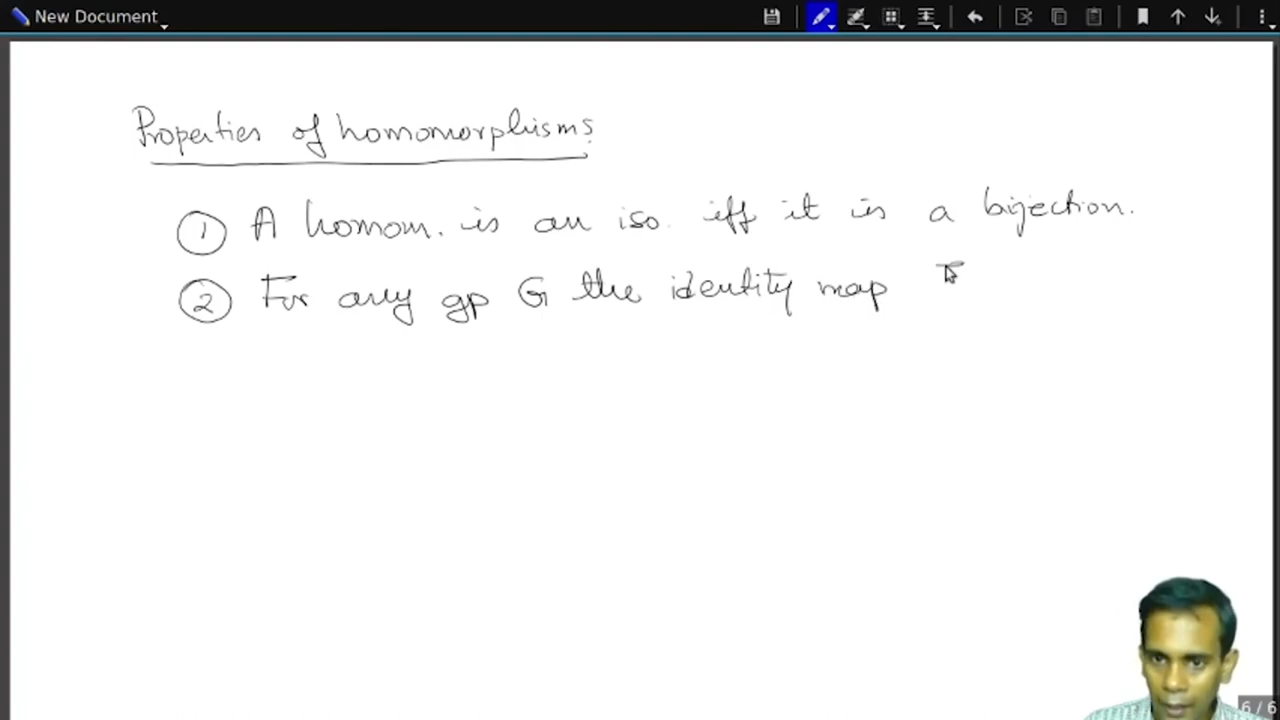 New Document
Properties of homomorphisms:
① A homom. is an iso. iff it is a bijection.
② For any gp G the identity map
6 / 6